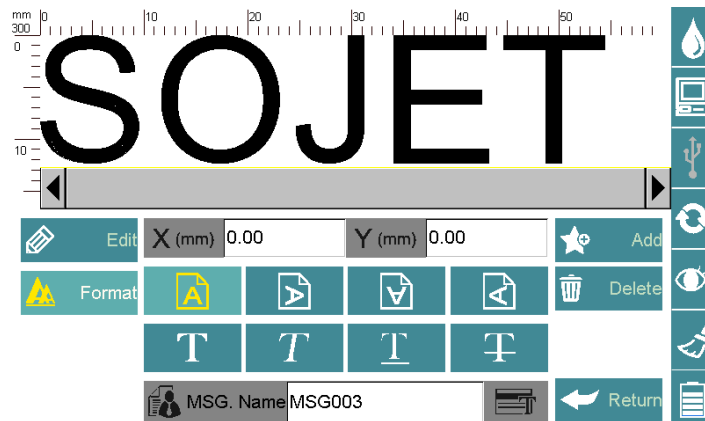 mm 0 10 20 30 40 50
300
0
10
SOJET
Edit X (mm) 0.00 Y (mm) 0.00 Add
Format A A A A Delete
T T T T
MSG. Name MSG003 T Return